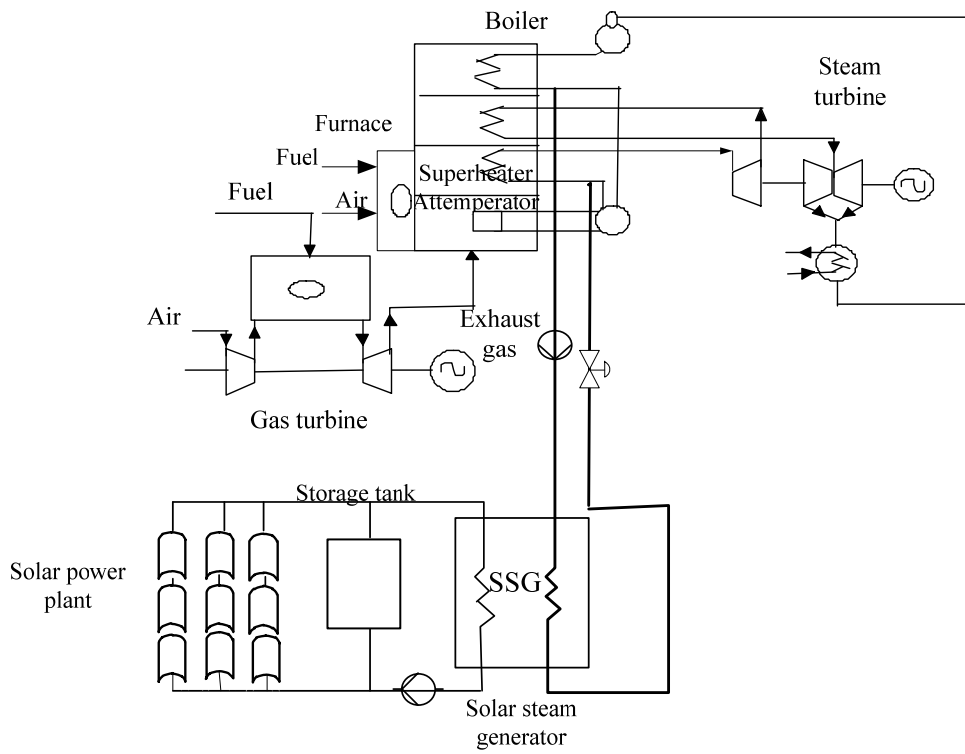 Boiler
Steam
turbine
Furnace
Fuel
Superheater
Fuel
Air
Attemperator
Air
Exhaust
gas
Gas turbine
Storage tank
Solar power
plant
SSG
Solar steam
generator